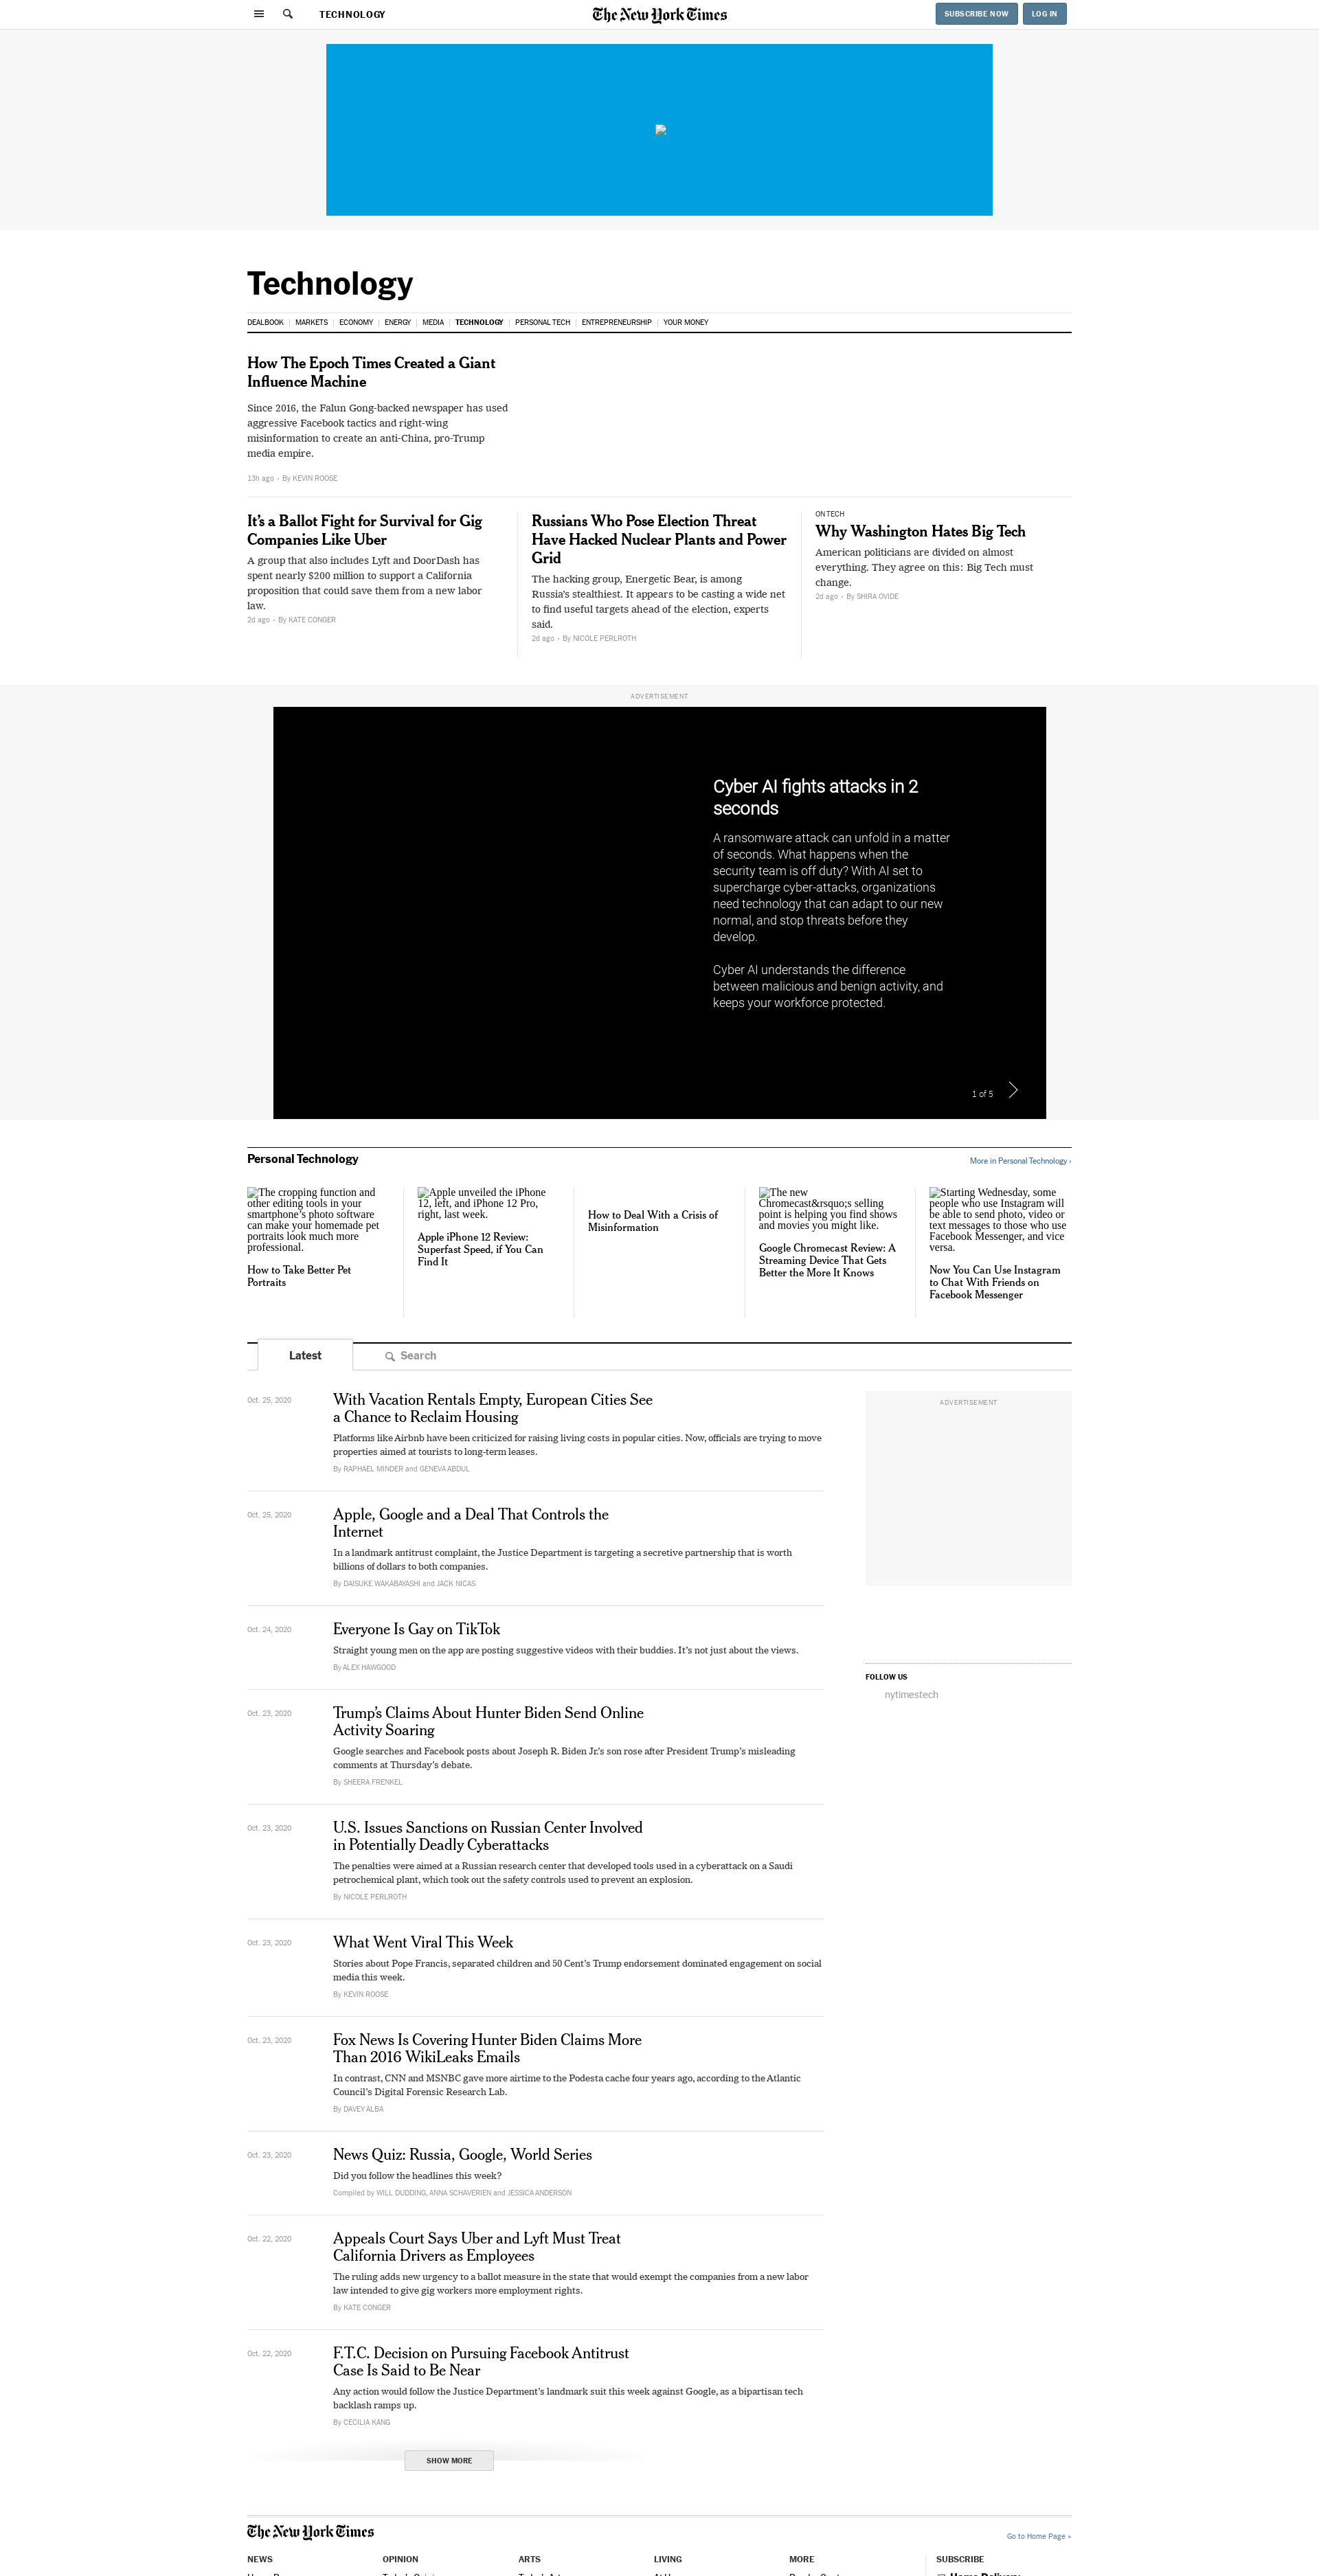 TECHNOLOGY
The New York Times
SUBSCRIBE NOW
LOG IN
Technology
DEALBOOK | MARKETS | ECONOMY | ENERGY | MEDIA | TECHNOLOGY | PERSONAL TECH | ENTREPRENEURSHIP | YOUR MONEY
How The Epoch Times Created a Giant
Influence Machine
Since 2016, the Falun Gong-backed newspaper has used
aggressive Facebook tactics and right-wing
misinformation to create an anti-China, pro-Trump
media empire.
13h ago • By KEVIN ROOSE
It’s a Ballot Fight for Survival for Gig
Companies Like Uber
A group that also includes Lyft and DoorDash has
spent nearly $200 million to support a California
proposition that could save them from a new labor
law.
2d ago • By KATE CONGER
Russians Who Pose Election Threat
Have Hacked Nuclear Plants and Power
Grid
The hacking group, Energetic Bear, is among
Russia’s stealthiest. It appears to be casting a wide net
to find useful targets ahead of the election, experts
said.
2d ago • By NICOLE PERLROTH
ON TECH
Why Washington Hates Big Tech
American politicians are divided on almost
everything. They agree on this: Big Tech must
change.
2d ago • By SHIRA OVIDE
ADVERTISEMENT
Cyber AI fights attacks in 2
seconds
A ransomware attack can unfold in a matter
of seconds. What happens when the
security team is off duty? With AI set to
supercharge cyber-attacks, organizations
need technology that can adapt to our new
normal, and stop threats before they
develop.
Cyber AI understands the difference
between malicious and benign activity, and
keeps your workforce protected.
1 of 5
Personal Technology
More in Personal Technology ›
The cropping function and
other editing tools in your
smartphone’s photo software
can make your homemade pet
portraits look much more
professional.
How to Take Better Pet
Portraits
Apple unveiled the iPhone
12, left, and iPhone 12 Pro,
right, last week.
Apple iPhone 12 Review:
Superfast Speed, if You Can
Find It
How to Deal With a Crisis of
Misinformation
The new
Chromecast&rsquo;s selling
point is helping you find shows
and movies you might like.
Google Chromecast Review: A
Streaming Device That Gets
Better the More It Knows
Starting Wednesday, some
people who use Instagram will
be able to send photo, video or
text messages to those who use
Facebook Messenger, and vice
versa.
Now You Can Use Instagram
to Chat With Friends on
Facebook Messenger
Latest
Search
Oct. 25, 2020
With Vacation Rentals Empty, European Cities See
a Chance to Reclaim Housing
Platforms like Airbnb have been criticized for raising living costs in popular cities. Now, officials are trying to move
properties aimed at tourists to long-term leases.
By RAPHAEL MINDER and GENEVA ABDUL
Oct. 25, 2020
Apple, Google and a Deal That Controls the
Internet
In a landmark antitrust complaint, the Justice Department is targeting a secretive partnership that is worth
billions of dollars to both companies.
By DAISUKE WAKABAYASHI and JACK NICAS
Oct. 24, 2020
Everyone Is Gay on TikTok
Straight young men on the app are posting suggestive videos with their buddies. It’s not just about the views.
By ALEX HAWGOOD
Oct. 23, 2020
Trump’s Claims About Hunter Biden Send Online
Activity Soaring
Google searches and Facebook posts about Joseph R. Biden Jr.’s son rose after President Trump’s misleading
comments at Thursday’s debate.
By SHEERA FRENKEL
Oct. 23, 2020
U.S. Issues Sanctions on Russian Center Involved
in Potentially Deadly Cyberattacks
The penalties were aimed at a Russian research center that developed tools used in a cyberattack on a Saudi
petrochemical plant, which took out the safety controls used to prevent an explosion.
By NICOLE PERLROTH
Oct. 23, 2020
What Went Viral This Week
Stories about Pope Francis, separated children and 50 Cent’s Trump endorsement dominated engagement on social
media this week.
By KEVIN ROOSE
Oct. 23, 2020
Fox News Is Covering Hunter Biden Claims More
Than 2016 WikiLeaks Emails
In contrast, CNN and MSNBC gave more airtime to the Podesta cache four years ago, according to the Atlantic
Council’s Digital Forensic Research Lab.
By DAVEY ALBA
Oct. 23, 2020
News Quiz: Russia, Google, World Series
Did you follow the headlines this week?
Compiled by WILL DUDDING, ANNA SCHAVERIEN and JESSICA ANDERSON
Oct. 22, 2020
Appeals Court Says Uber and Lyft Must Treat
California Drivers as Employees
The ruling adds new urgency to a ballot measure in the state that would exempt the companies from a new labor
law intended to give gig workers more employment rights.
By KATE CONGER
Oct. 22, 2020
F.T.C. Decision on Pursuing Facebook Antitrust
Case Is Said to Be Near
Any action would follow the Justice Department’s landmark suit this week against Google, as a bipartisan tech
backlash ramps up.
By CECILIA KANG
SHOW MORE
ADVERTISEMENT
FOLLOW US
nytimestech
The New York Times
Go to Home Page »
NEWS
OPINION
ARTS
LIVING
MORE
SUBSCRIBE